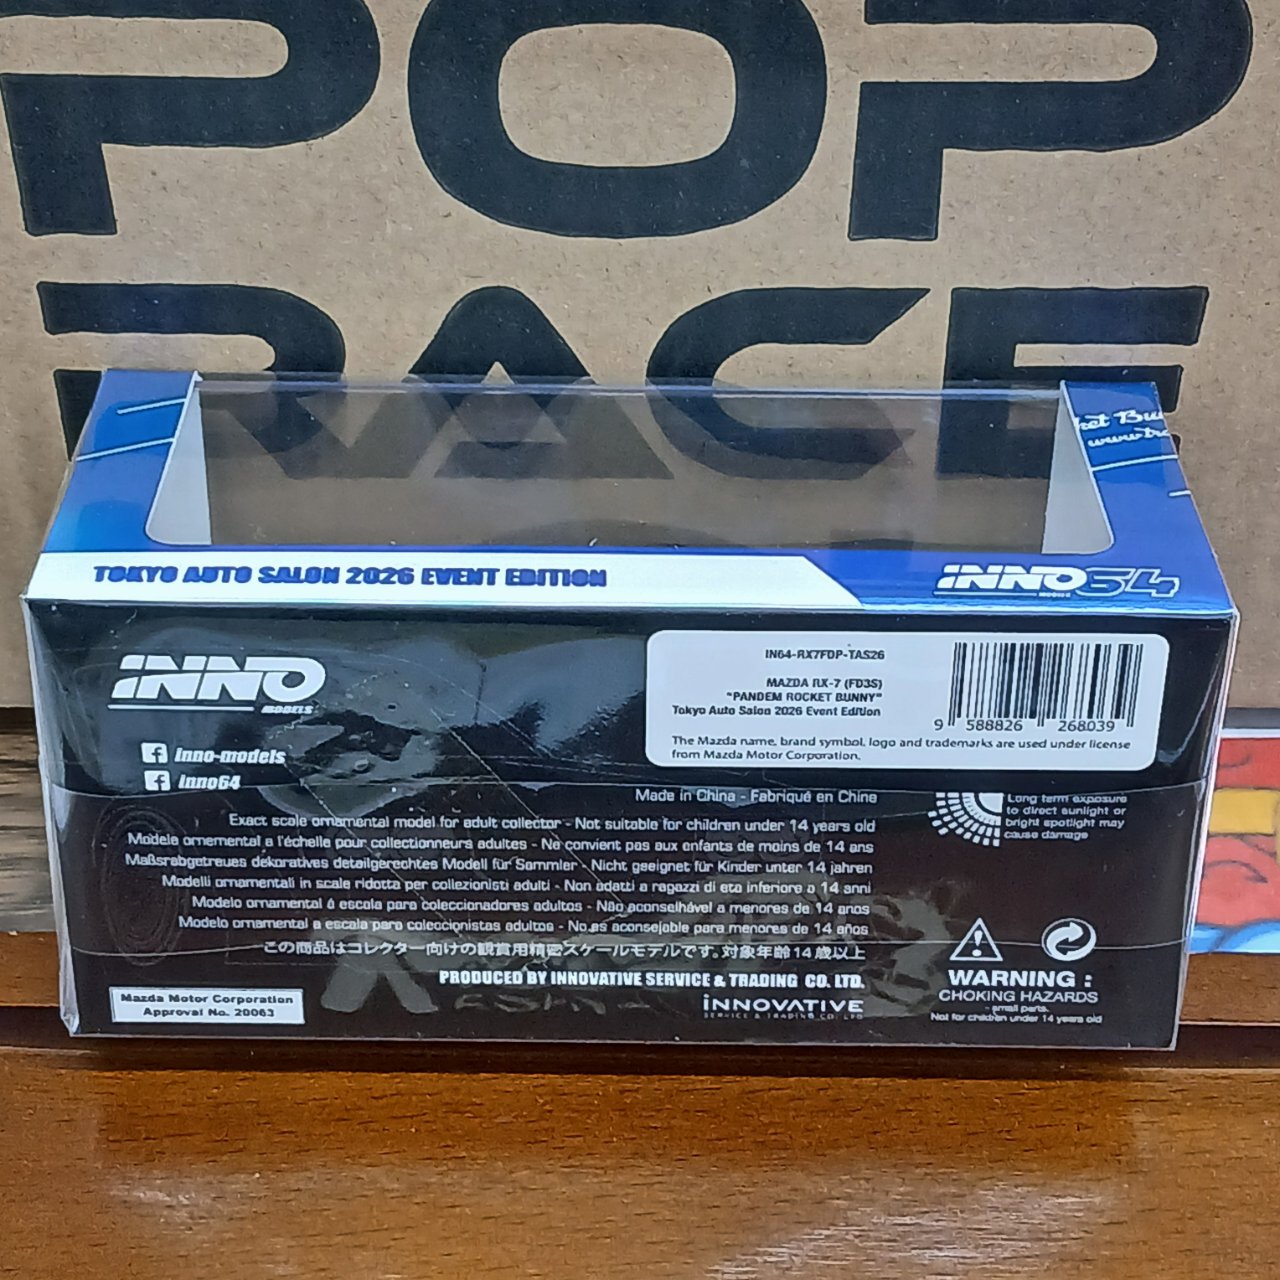 POP
RACE
TOKYO AUTO SALON 2026 EVENT EDITION
INNO64
MODELS
INNO
MODELS
inno-models
inno64
IN64-RX7FDP-TAS26
MAZDA RX-7 (FD3S)
"PANDEM ROCKET BUNNY"
Tokyo Auto Salon 2026 Event Edition
9 588826 268039
The Mazda name, brand symbol, logo and trademarks are used under license
from Mazda Motor Corporation.
Made in China - Fabriqué en Chine
Long term exposure
to direct sunlight or
bright spotlight may
cause damage
Exact scale ornamental model for adult collector - Not suitable for children under 14 years old
Modele ornemental a l'échelle pour collectionneurs adultes - Ne convient pas aux enfants de moins de 14 ans
Maßsrabgetreues dekoratives detailgerechtes Modell für Sammler - Nicht geeignet für Kinder unter 14 jahren
Modelli ornamentali in scale ridotta per collezionisti adulti - Non adatti a ragazzi di eta inferiore a 14 anni
Modelo ornamental á escala para coleccionadores adultos - Não aconselhável a menores de 14 anos
Modelo ornamental a escala para coleccionistas adultos - No es aconsejable para menores de 14 años
この商品はコレクター向けの観賞用精密スケールモデルです。対象年齢14歳以上
PRODUCED BY INNOVATIVE SERVICE & TRADING CO. LTD.
INNOVATIVE
SERVICE & TRADING CO. LTD
Mazda Motor Corporation
Approval No. 20063
WARNING :
CHOKING HAZARDS
- small parts.
Not for children under 14 years old